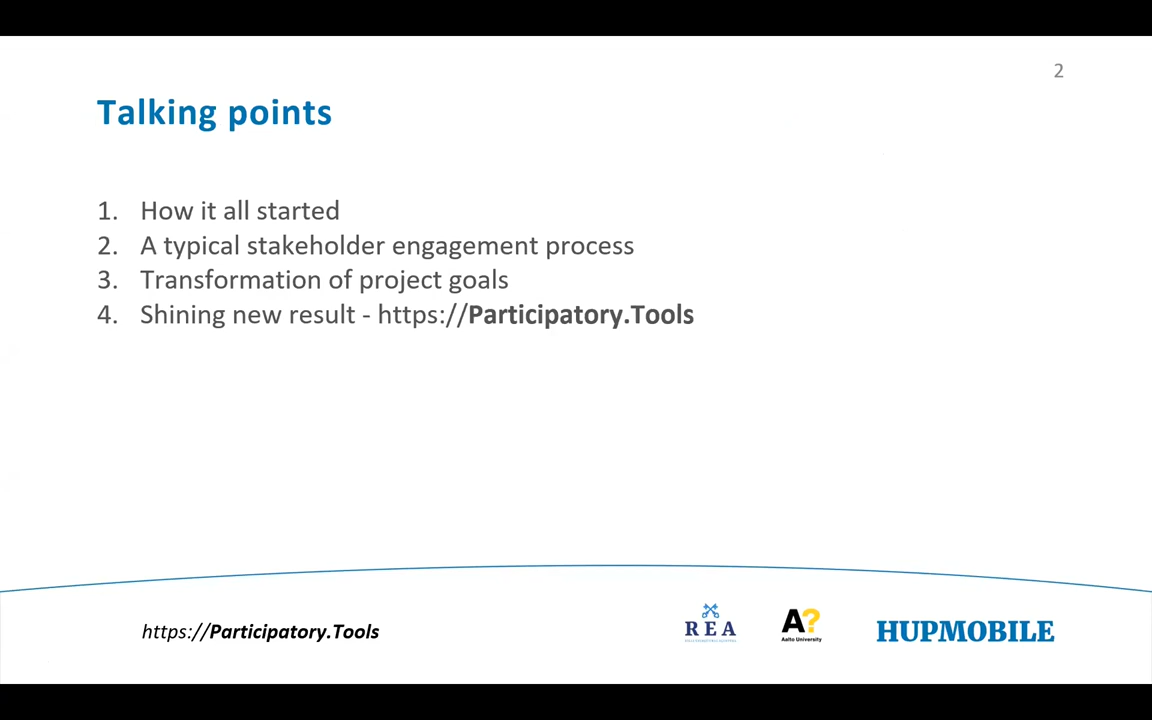 2
Talking points
1. How it all started
2. A typical stakeholder engagement process
3. Transformation of project goals
4. Shining new result - https://Participatory.Tools
https://Participatory.Tools
REA
A?
Aalto University
HUPMOBILE